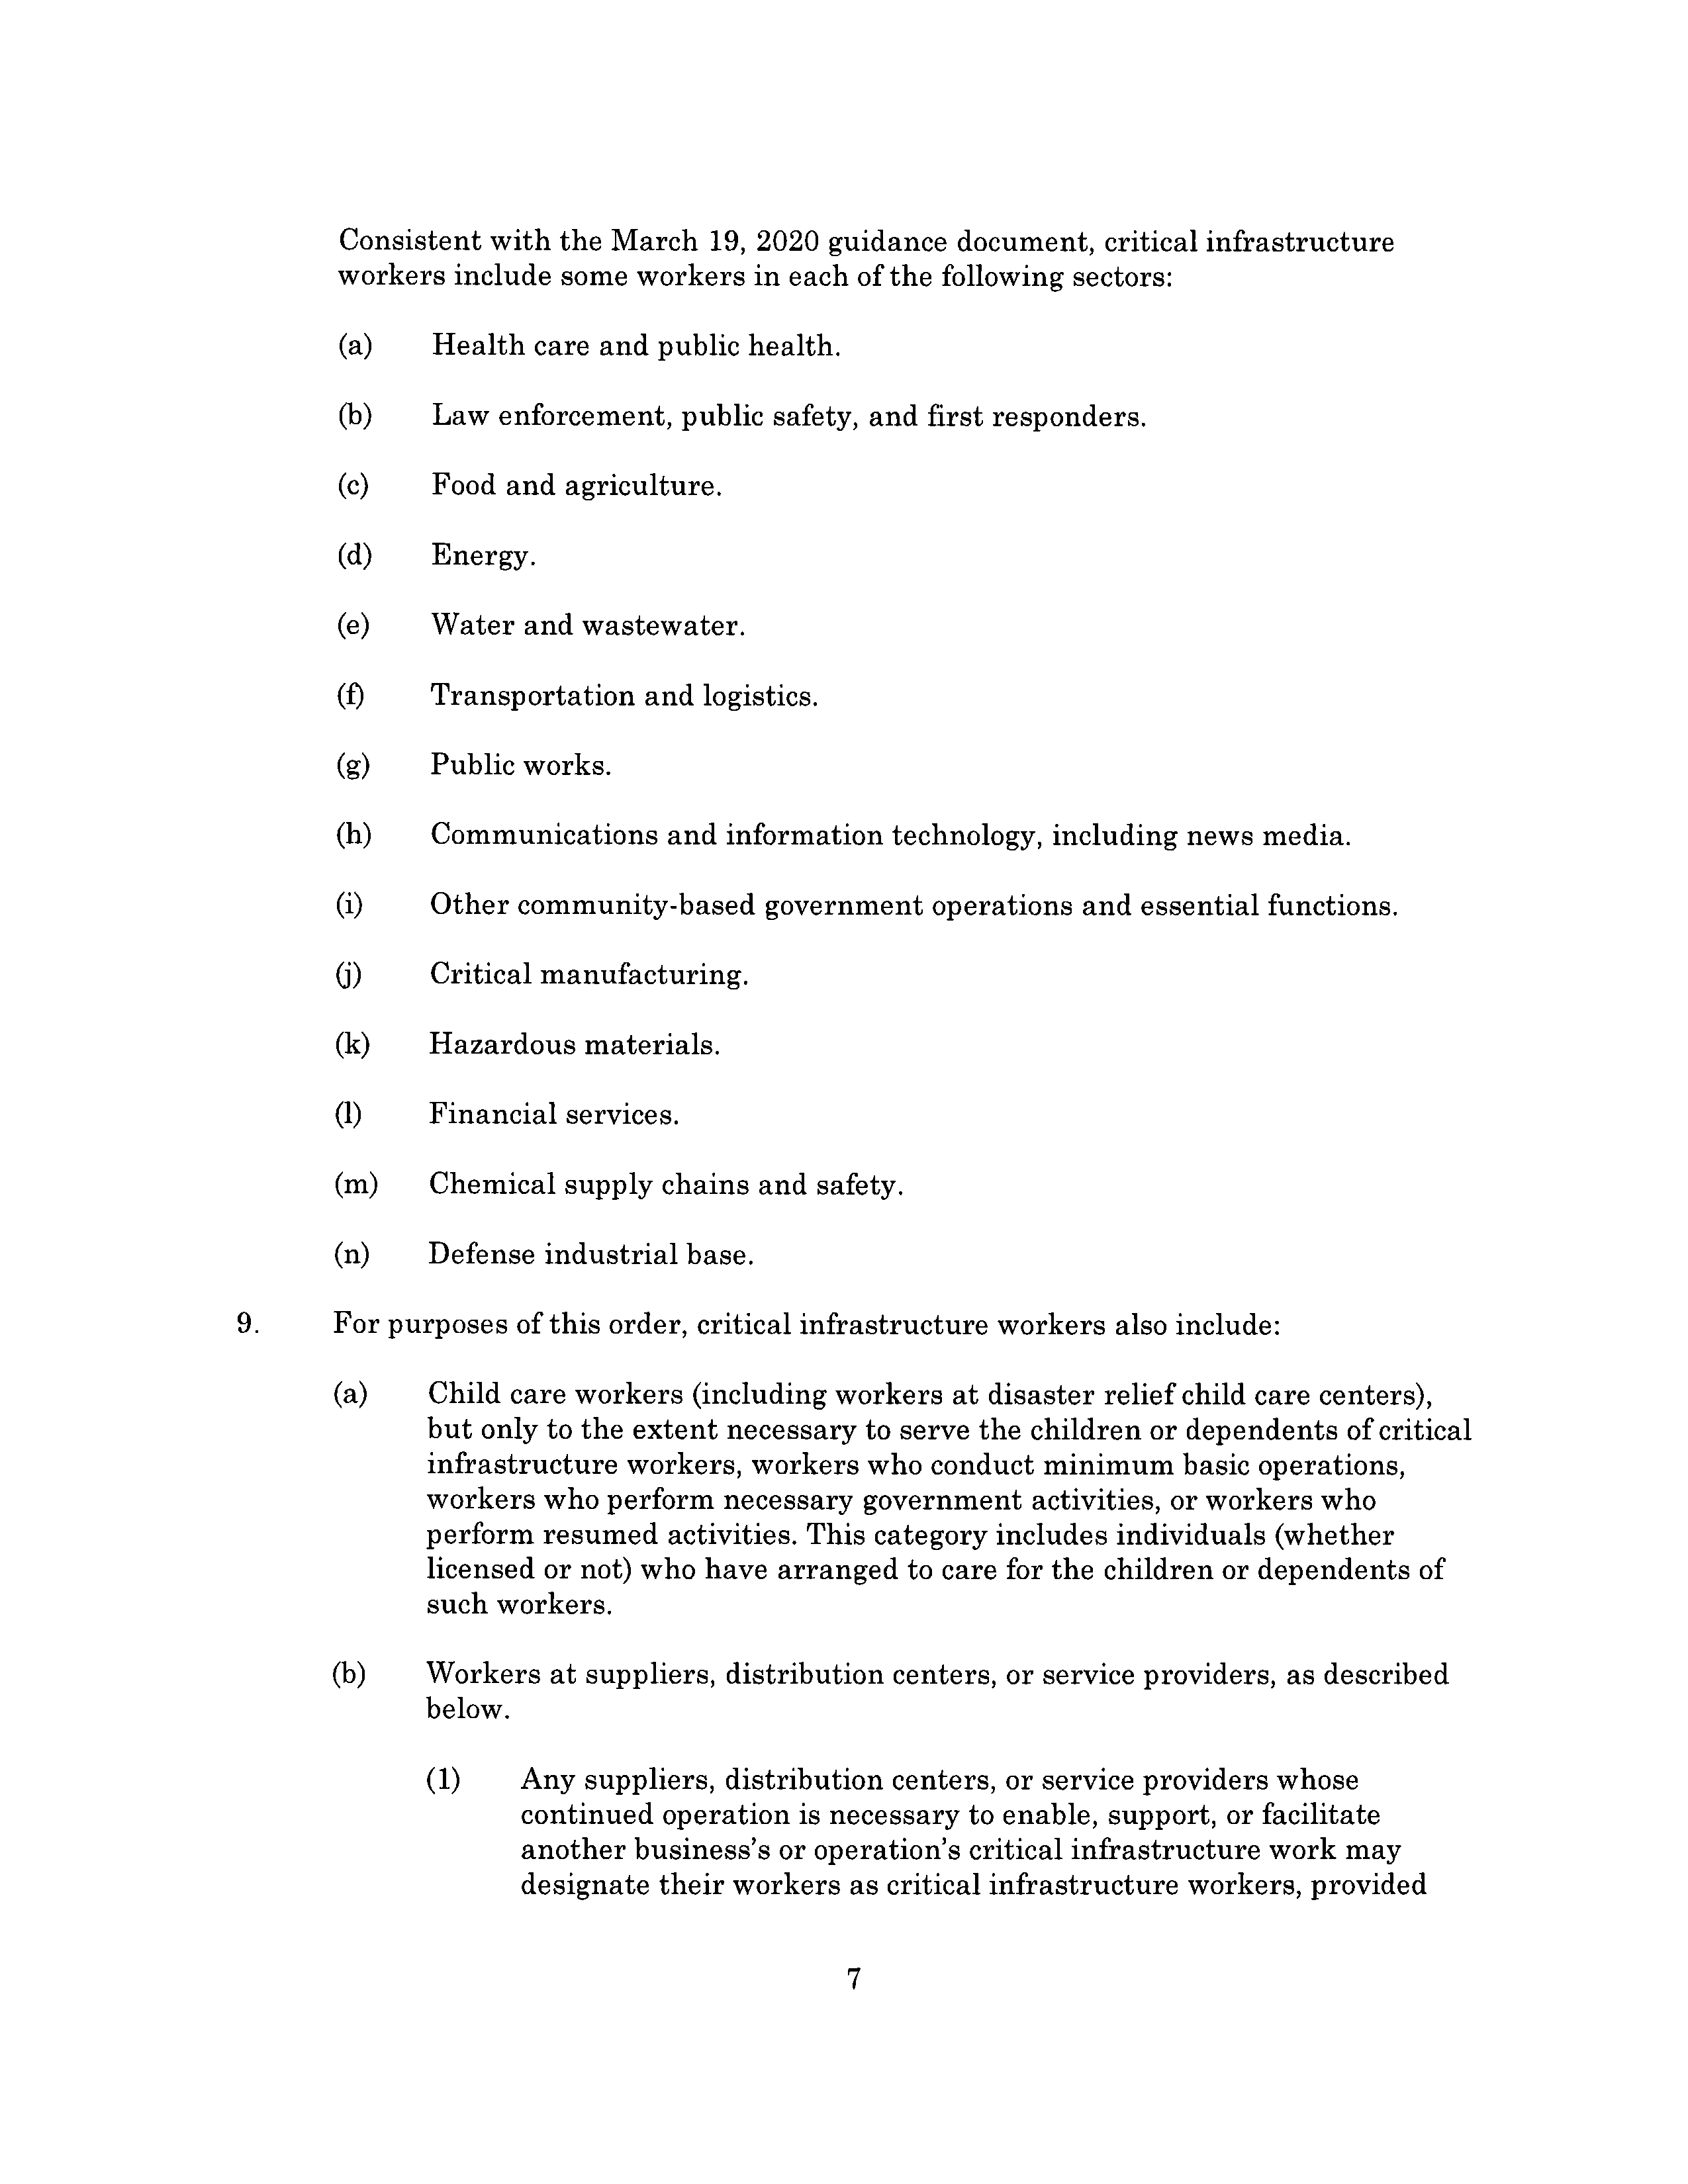 Consistent with the March 19, 2020 guidance document, critical infrastructure
workers include some workers in each of the following sectors:
(a) Health care and public health.
(b) Law enforcement, public safety, and first responders.
(c) Food and agriculture.
(d) Energy.
(e) Water and wastewater.
(f) Transportation and logistics.
(g) Public works.
(h) Communications and information technology, including news media.
(i) Other community-based government operations and essential functions.
(j) Critical manufacturing.
(k) Hazardous materials.
(l) Financial services.
(m) Chemical supply chains and safety.
(n) Defense industrial base.
9. For purposes of this order, critical infrastructure workers also include:
(a) Child care workers (including workers at disaster relief child care centers),
but only to the extent necessary to serve the children or dependents of critical
infrastructure workers, workers who conduct minimum basic operations,
workers who perform necessary government activities, or workers who
perform resumed activities. This category includes individuals (whether
licensed or not) who have arranged to care for the children or dependents of
such workers.
(b) Workers at suppliers, distribution centers, or service providers, as described
below.
(1) Any suppliers, distribution centers, or service providers whose
continued operation is necessary to enable, support, or facilitate
another business's or operation's critical infrastructure work may
designate their workers as critical infrastructure workers, provided
7